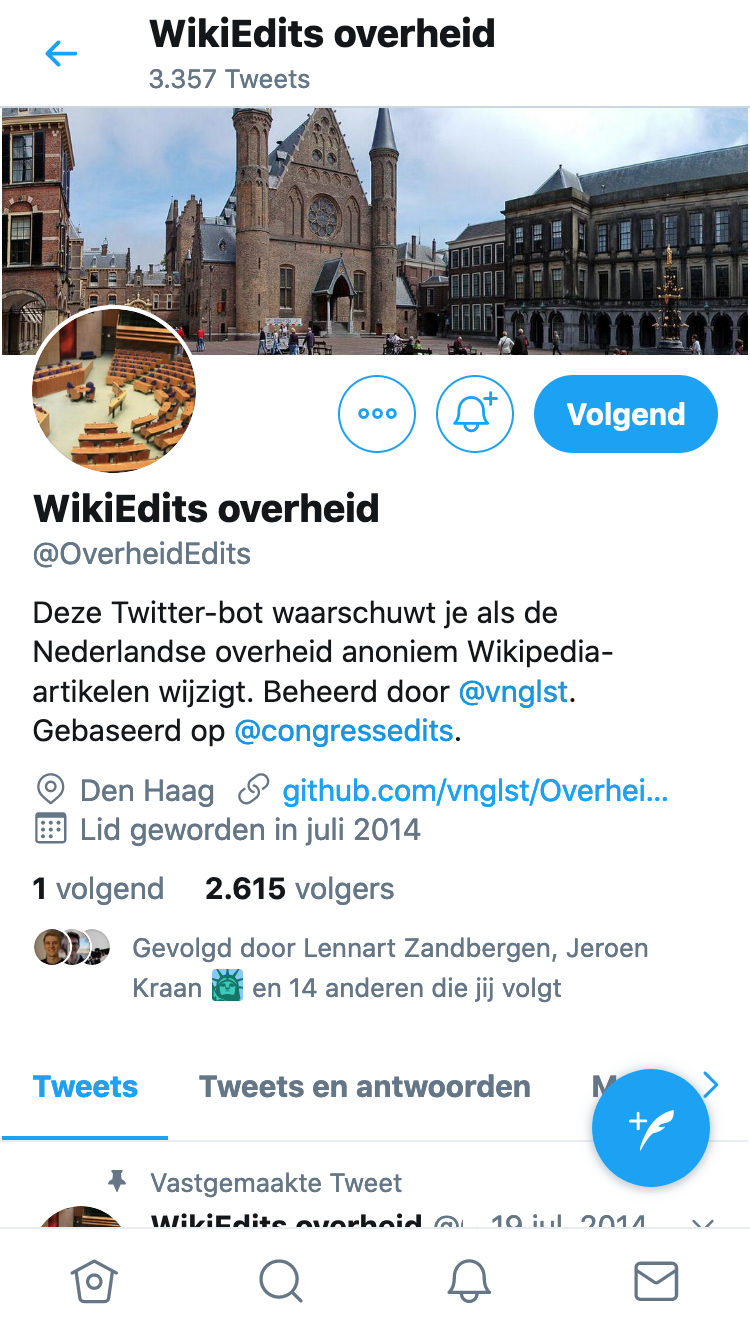 WikiEdits overheid
3.357 Tweets
Volgend
WikiEdits overheid
@OverheidEdits
Deze Twitter-bot waarschuwt je als de
Nederlandse overheid anoniem Wikipedia-
artikelen wijzigt. Beheerd door @vnglst.
Gebaseerd op @congressedits.
Den Haag github.com/vnglst/Overhei...
Lid geworden in juli 2014
1 volgend 2.615 volgers
Gevolgd door Lennart Zandbergen, Jeroen
Kraan 🗽 en 14 anderen die jij volgt
Tweets Tweets en antwoorden
Vastgemaakte Tweet
WikiEdits overheid 19 jul. 2014